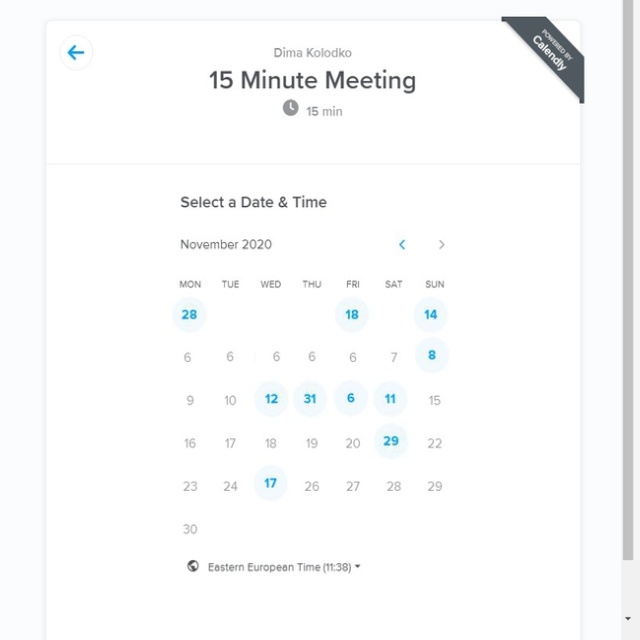 Dima Kolodko
POWERED BY
Calendly
15 Minute Meeting
15 min
Select a Date & Time
November 2020
MON TUE WED THU FRI SAT SUN
28 18 14
6 6 6 6 6 7 8
9 10 12 31 6 11 15
16 17 18 19 20 29 22
23 24 17 26 27 28 29
30
Eastern European Time (11:38)